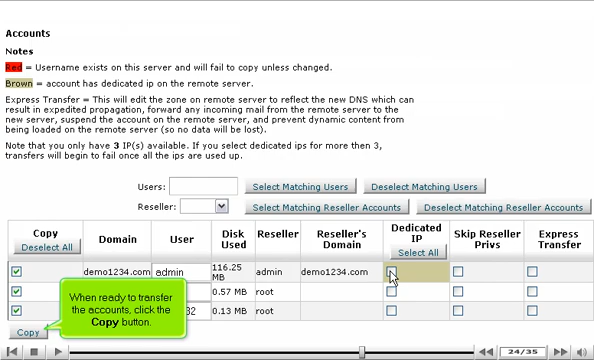 Accounts
Notes
Red = Username exists on this server and will fail to copy unless changed.
Brown = account has dedicated ip on the remote server.
Express Transfer = This will edit the zone on remote server to reflect the new DNS which can
result in expedited propagation, forward any incoming mail from the remote server to the
new server, suspend the account on the remote server, and prevent dynamic content from
being loaded on the remote server (so no data will be lost).
Note that you only have 3 IP(s) available. If you select dedicated ips for more then 3,
transfers will begin to fail once all the ips are used up.
Users: Select Matching Users Deselect Matching Users
Reseller: Select Matching Reseller Accounts Deselect Matching Reseller Accounts
Copy Deselect All Domain User Disk Used Reseller Reseller's Domain Dedicated IP Select All Skip Reseller Privs Express Transfer
demo1234.com admin 116.25 MB admin demo1234.com
0.57 MB root
32 0.13 MB root
When ready to transfer
the accounts, click the
Copy button.
Copy
24/35